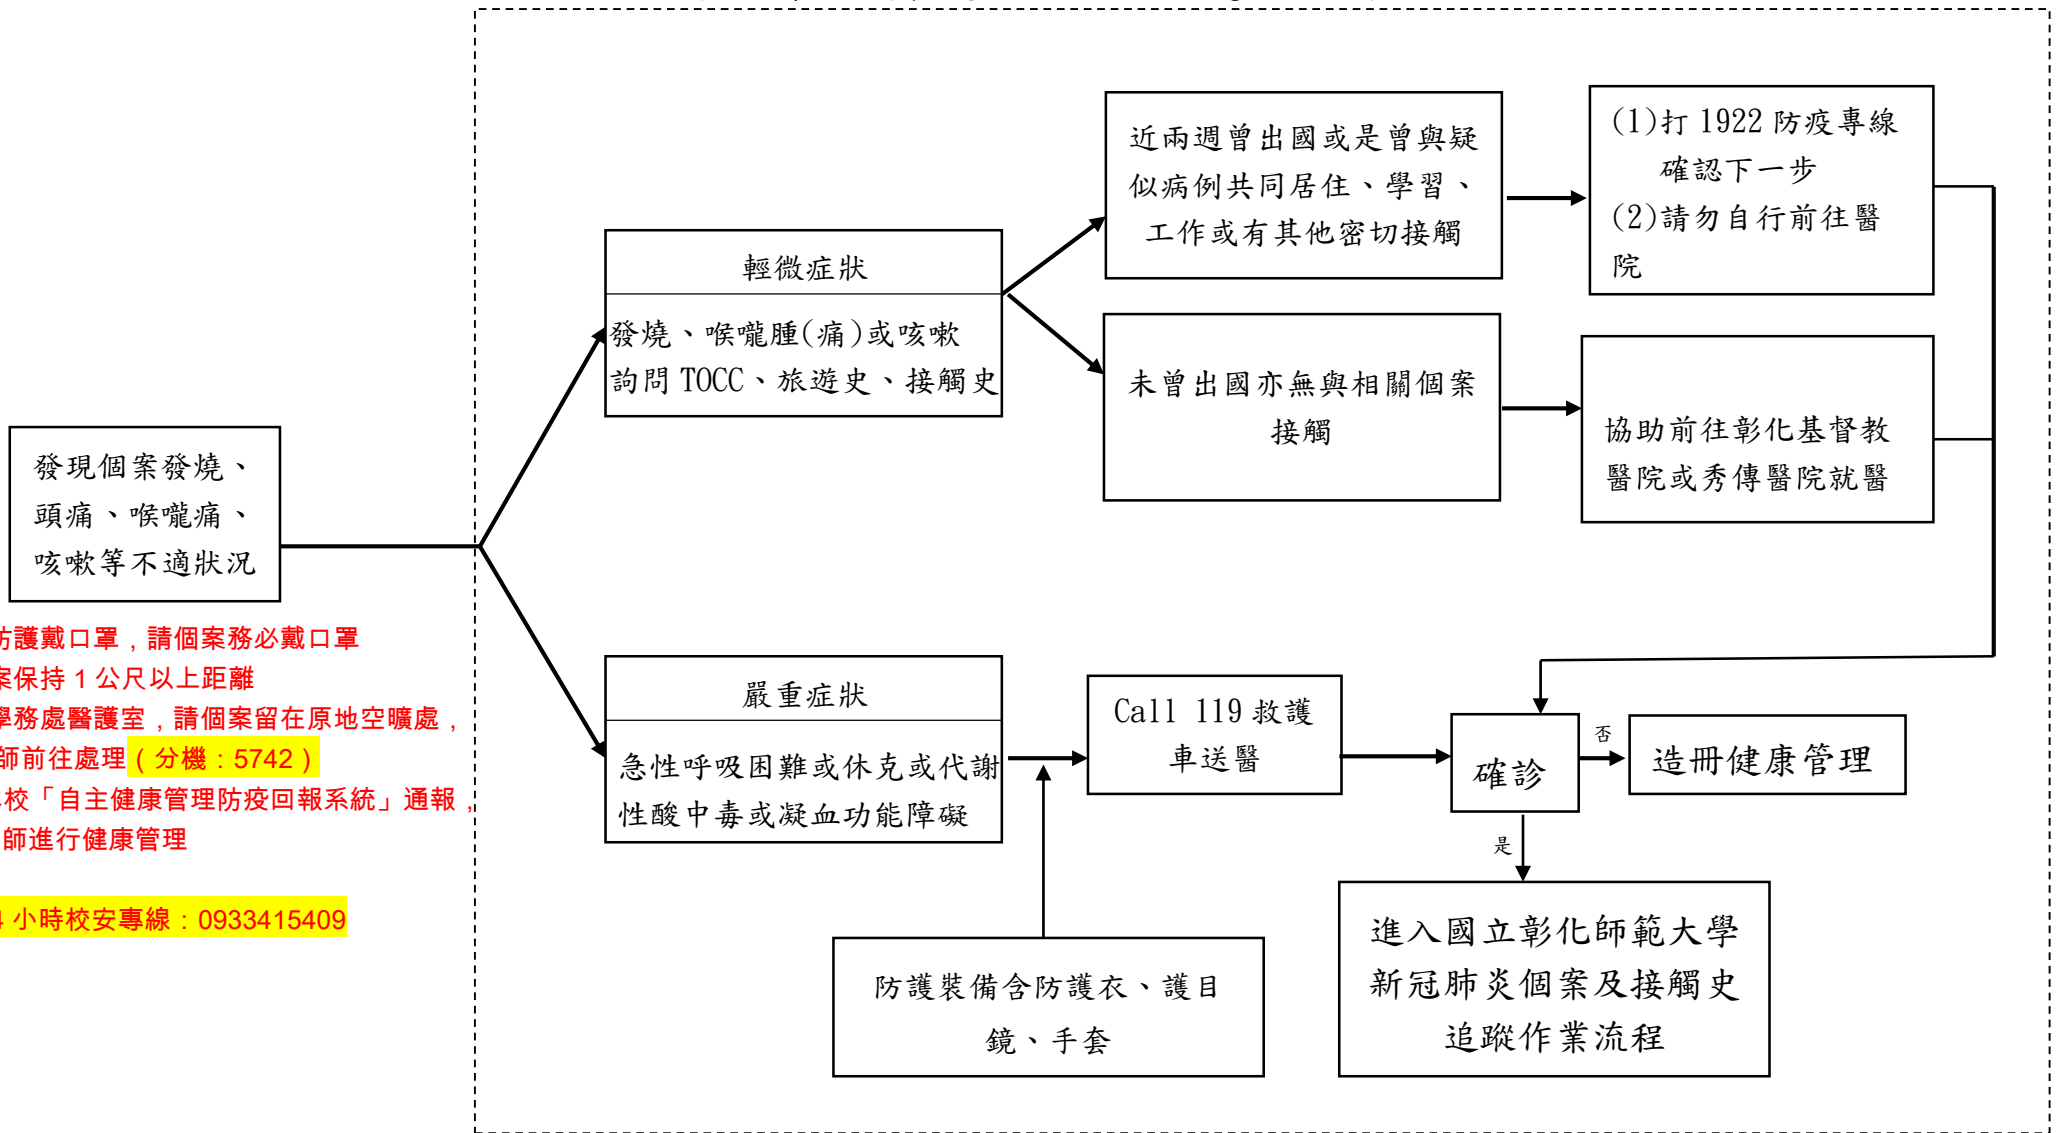 近兩週曾出國或是曾與疑
似病例共同居住、學習、
工作或有其他密切接觸
(1)打 1922 防疫專線
確認下一步
(2)請勿自行前往醫
院
輕微症狀
發燒、喉嚨腫(痛)或咳嗽
詢問 TOCC、旅遊史、接觸史
未曾出國亦無與相關個案
接觸
協助前往彰化基督教
醫院或秀傳醫院就醫
發現個案發燒、
頭痛、喉嚨痛、
咳嗽等不適狀況
防護戴口罩，請個案務必戴口罩
案保持 1 公尺以上距離
學務處醫護室，請個案留在原地空曠處，
師前往處理（分機：5742）
校「自主健康管理防疫回報系統」通報，
師進行健康管理
小時校安專線：0933415409
嚴重症狀
急性呼吸困難或休克或代謝
性酸中毒或凝血功能障礙
Call 119 救護
車送醫
確診
否
造冊健康管理
是
進入國立彰化師範大學
新冠肺炎個案及接觸史
追蹤作業流程
防護裝備含防護衣、護目
鏡、手套